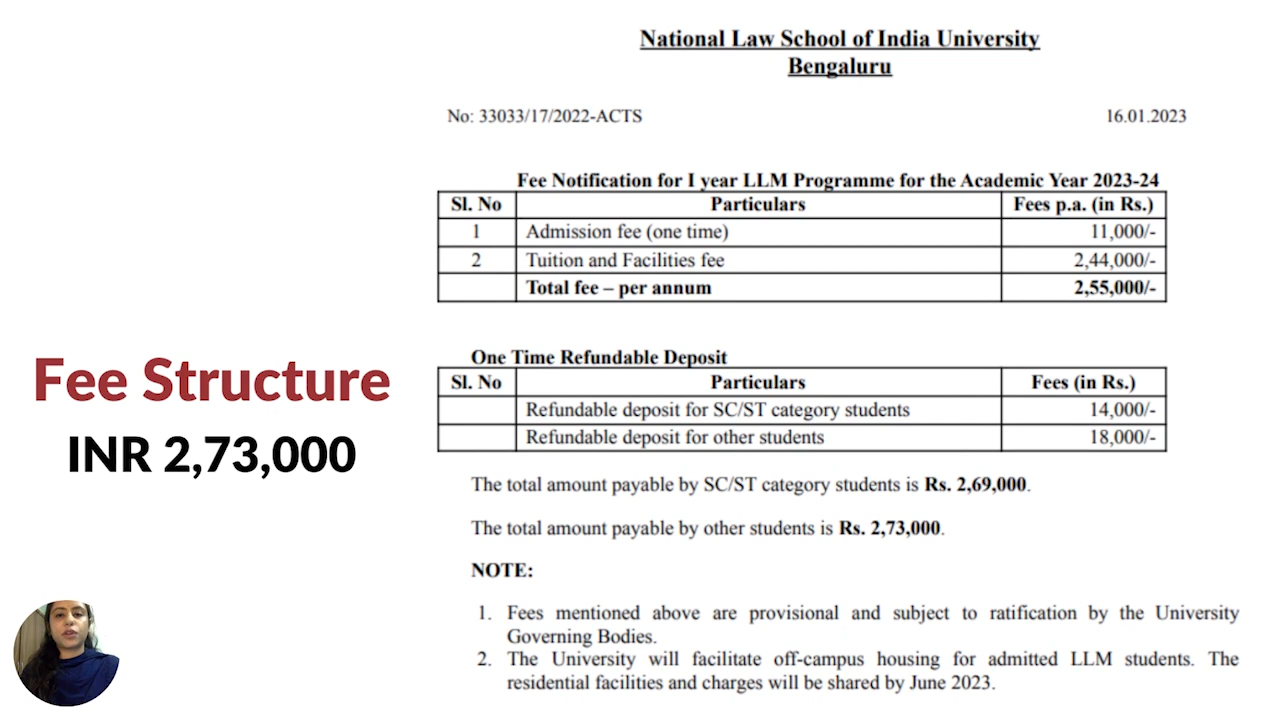 National Law School of India University
Bengaluru
No: 33033/17/2022-ACTS 16.01.2023
Fee Notification for I year LLM Programme for the Academic Year 2023-24
Sl. No Particulars Fees p.a. (in Rs.)
1 Admission fee (one time) 11,000/-
2 Tuition and Facilities fee 2,44,000/-
Total fee – per annum 2,55,000/-
One Time Refundable Deposit
Sl. No Particulars Fees (in Rs.)
Refundable deposit for SC/ST category students 14,000/-
Refundable deposit for other students 18,000/-
The total amount payable by SC/ST category students is Rs. 2,69,000.
The total amount payable by other students is Rs. 2,73,000.
NOTE:
1. Fees mentioned above are provisional and subject to ratification by the University
Governing Bodies.
2. The University will facilitate off-campus housing for admitted LLM students. The
residential facilities and charges will be shared by June 2023.
Fee Structure
INR 2,73,000